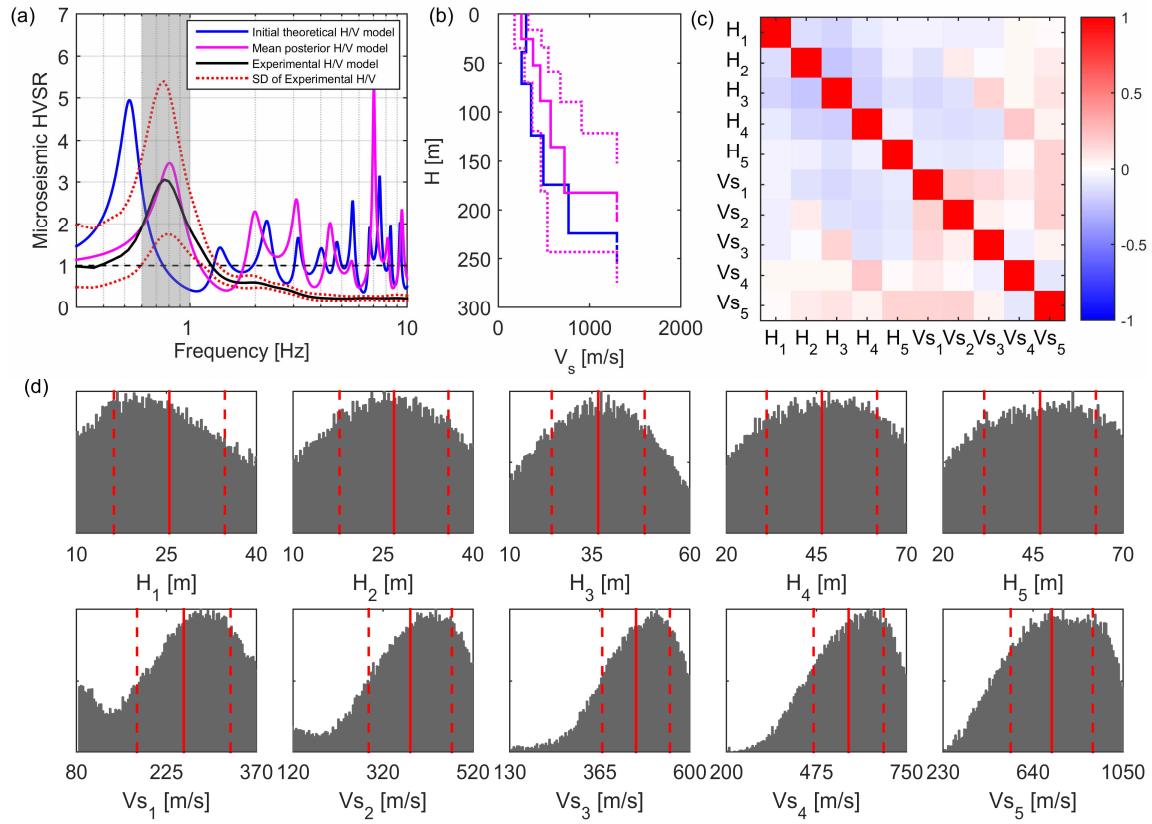 (a)
Microseismic HVSR
7
6
5
4
3
2
1
0
1
10
Frequency [Hz]
Initial theoretical H/V model
Mean posterior H/V model
Experimental H/V model
SD of Experimental H/V
(b)
H [m]
0
50
100
150
200
250
300
0 1000 2000
V_s [m/s]
(c)
H_1
H_2
H_3
H_4
H_5
Vs_1
Vs_2
Vs_3
Vs_4
Vs_5
H_1 H_2 H_3 H_4 H_5 Vs_1 Vs_2 Vs_3 Vs_4 Vs_5
1
0.5
0
-0.5
-1
(d)
10 25 40
H_1 [m]
10 25 40
H_2 [m]
10 35 60
H_3 [m]
20 45 70
H_4 [m]
20 45 70
H_5 [m]
80 225 370
Vs_1 [m/s]
120 320 520
Vs_2 [m/s]
130 365 600
Vs_3 [m/s]
200 475 750
Vs_4 [m/s]
230 640 1050
Vs_5 [m/s]